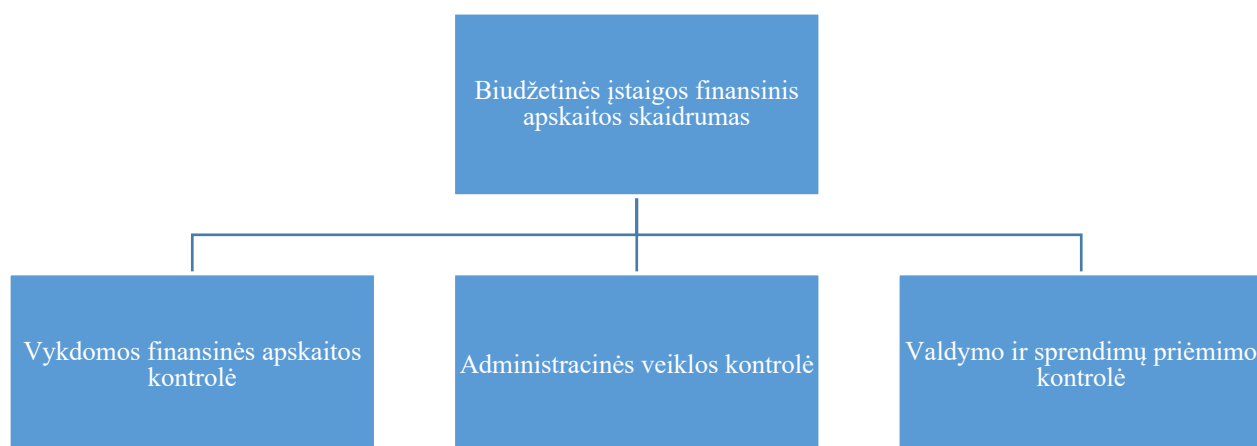 Biudžetinės įstaigos finansinis
apskaitos skaidrumas
Vykdomos finansinės apskaitos
kontrolė
Administracinės veiklos kontrolė
Valdymo ir sprendimų priėmimo
kontrolė